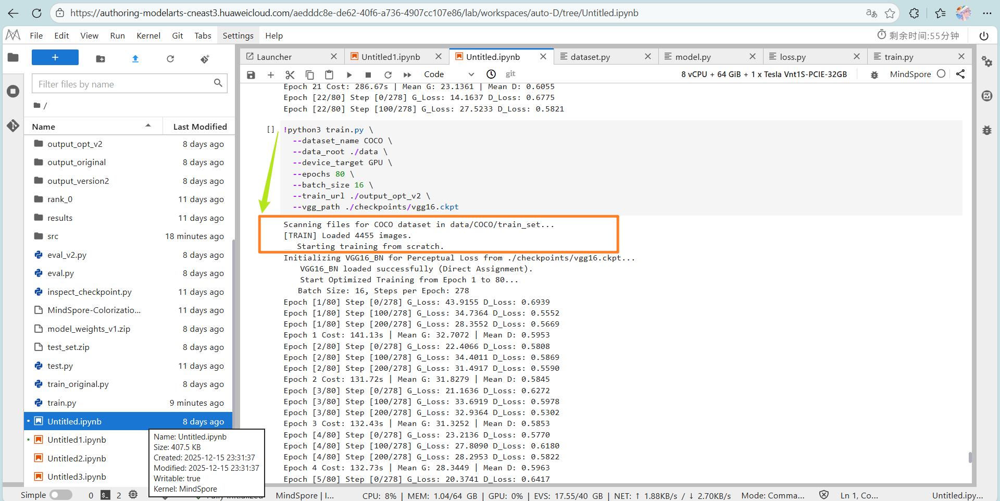 https://authoring-modelarts-cneast3.huaweicloud.com/aedddc8e-de62-40f6-a736-4907cc107e86/lab/workspaces/auto-D/tree/Untitled.ipynb
File Edit View Run Kernel Git Tabs Settings Help 剩余时间:55分钟
Launcher Untitled1.ipynb Untitled.ipynb dataset.py model.py loss.py train.py
Code git 8 vCPU + 64 GiB + 1 x Tesla Vnt1S-PCIE-32GB MindSpore
Filter files by name
/
Name Last Modified
output_opt_v2 8 days ago
output_original 8 days ago
output_version2 8 days ago
rank_0 11 days ago
results 11 days ago
src 18 minutes ago
eval_v2.py 8 days ago
eval.py 8 days ago
inspect_checkpoint.py 11 days ago
MindSpore-Colorizatio... 11 days ago
model_weights_v1.zip 8 days ago
test_set.zip 8 days ago
test.py 11 days ago
train_original.py 8 days ago
train.py 9 minutes ago
Untitled.ipynb 8 days ago
Untitled1.ipynb
Untitled2.ipynb
Untitled3.ipynb
Name: Untitled.ipynb
Size: 407.5 KB
Created: 2025-12-15 23:31:37
Modified: 2025-12-15 23:31:37
Writable: true
Kernel: MindSpore
Epoch 21 Cost: 286.67s | Mean G: 23.1361 | Mean D: 0.6055
Epoch [22/80] Step [0/278] G_Loss: 14.1637 D_Loss: 0.6775
Epoch [22/80] Step [100/278] G_Loss: 27.5233 D_Loss: 0.5821
[] !python3 train.py \
--dataset_name COCO \
--data_root ./data \
--device_target GPU \
--epochs 80 \
--batch_size 16 \
--train_url ./output_opt_v2 \
--vgg_path ./checkpoints/vgg16.ckpt
Scanning files for COCO dataset in data/COCO/train_set...
[TRAIN] Loaded 4455 images.
Starting training from scratch.
Initializing VGG16_BN for Perceptual Loss from ./checkpoints/vgg16.ckpt...
VGG16_BN loaded successfully (Direct Assignment).
Start Optimized Training from Epoch 1 to 80...
Batch Size: 16, Steps per Epoch: 278
Epoch [1/80] Step [0/278] G_Loss: 43.9155 D_Loss: 0.6939
Epoch [1/80] Step [100/278] G_Loss: 34.7364 D_Loss: 0.5552
Epoch [1/80] Step [200/278] G_Loss: 28.3552 D_Loss: 0.5669
Epoch 1 Cost: 141.13s | Mean G: 32.7072 | Mean D: 0.5953
Epoch [2/80] Step [0/278] G_Loss: 22.4066 D_Loss: 0.5808
Epoch [2/80] Step [100/278] G_Loss: 34.4011 D_Loss: 0.5869
Epoch [2/80] Step [200/278] G_Loss: 31.4917 D_Loss: 0.5590
Epoch 2 Cost: 131.72s | Mean G: 31.8279 | Mean D: 0.5845
Epoch [3/80] Step [0/278] G_Loss: 21.1636 D_Loss: 0.6272
Epoch [3/80] Step [100/278] G_Loss: 33.6919 D_Loss: 0.5978
Epoch [3/80] Step [200/278] G_Loss: 32.9364 D_Loss: 0.5302
Epoch 3 Cost: 132.43s | Mean G: 31.3252 | Mean D: 0.5853
Epoch [4/80] Step [0/278] G_Loss: 23.2136 D_Loss: 0.5770
Epoch [4/80] Step [100/278] G_Loss: 27.8090 D_Loss: 0.6180
Epoch [4/80] Step [200/278] G_Loss: 28.2953 D_Loss: 0.5822
Epoch 4 Cost: 132.73s | Mean G: 28.3449 | Mean D: 0.5963
Epoch [5/80] Step [0/278] G_Loss: 20.3741 D_Loss: 0.6417
Simple 0 2 MindSpore | I... CPU: 8% | MEM: 1.04/64 GB | GPU: 0% | EVS: 17.55/40 GB | NET: ↑ 1.88KB/s / ↓ 2.70KB/s Mode: Comma... Ln 1, Co... Untitled.ipy...